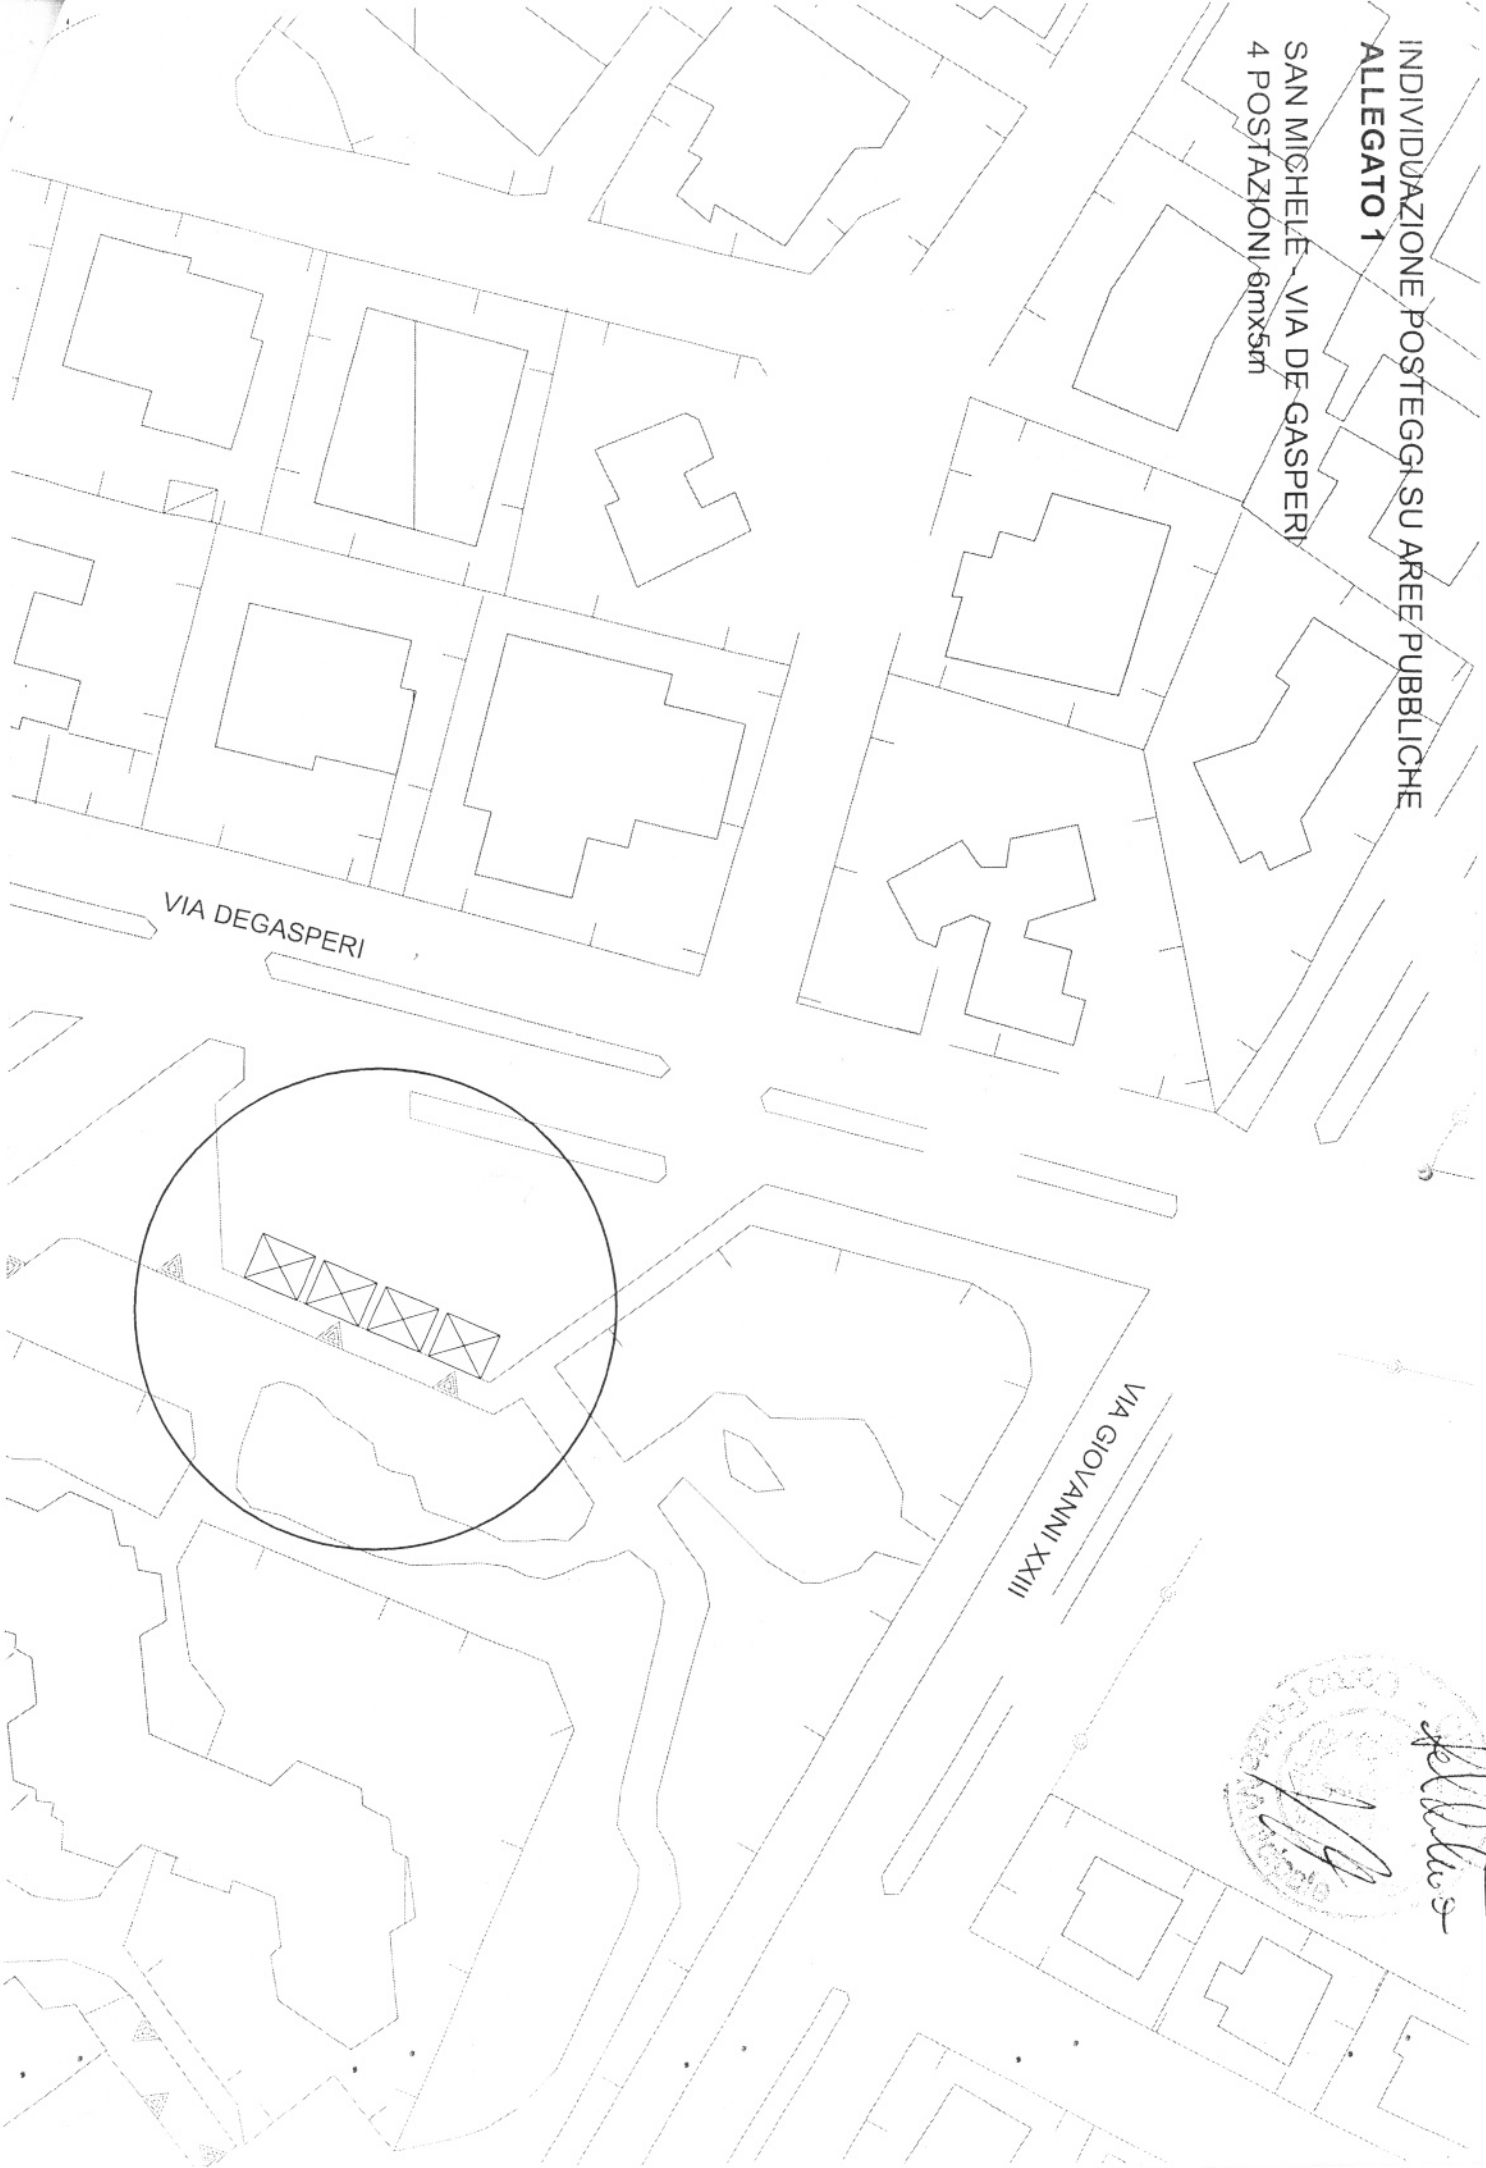 INDIVIDUAZIONE POSTEGGI SU AREE PUBBLICHE
ALLEGATO 1
SAN MICHELE - VIA DE GASPERI
4 POSTAZIONI 6mx5m
VIA DEGASPERI
VIA GIOVANNI XXIII